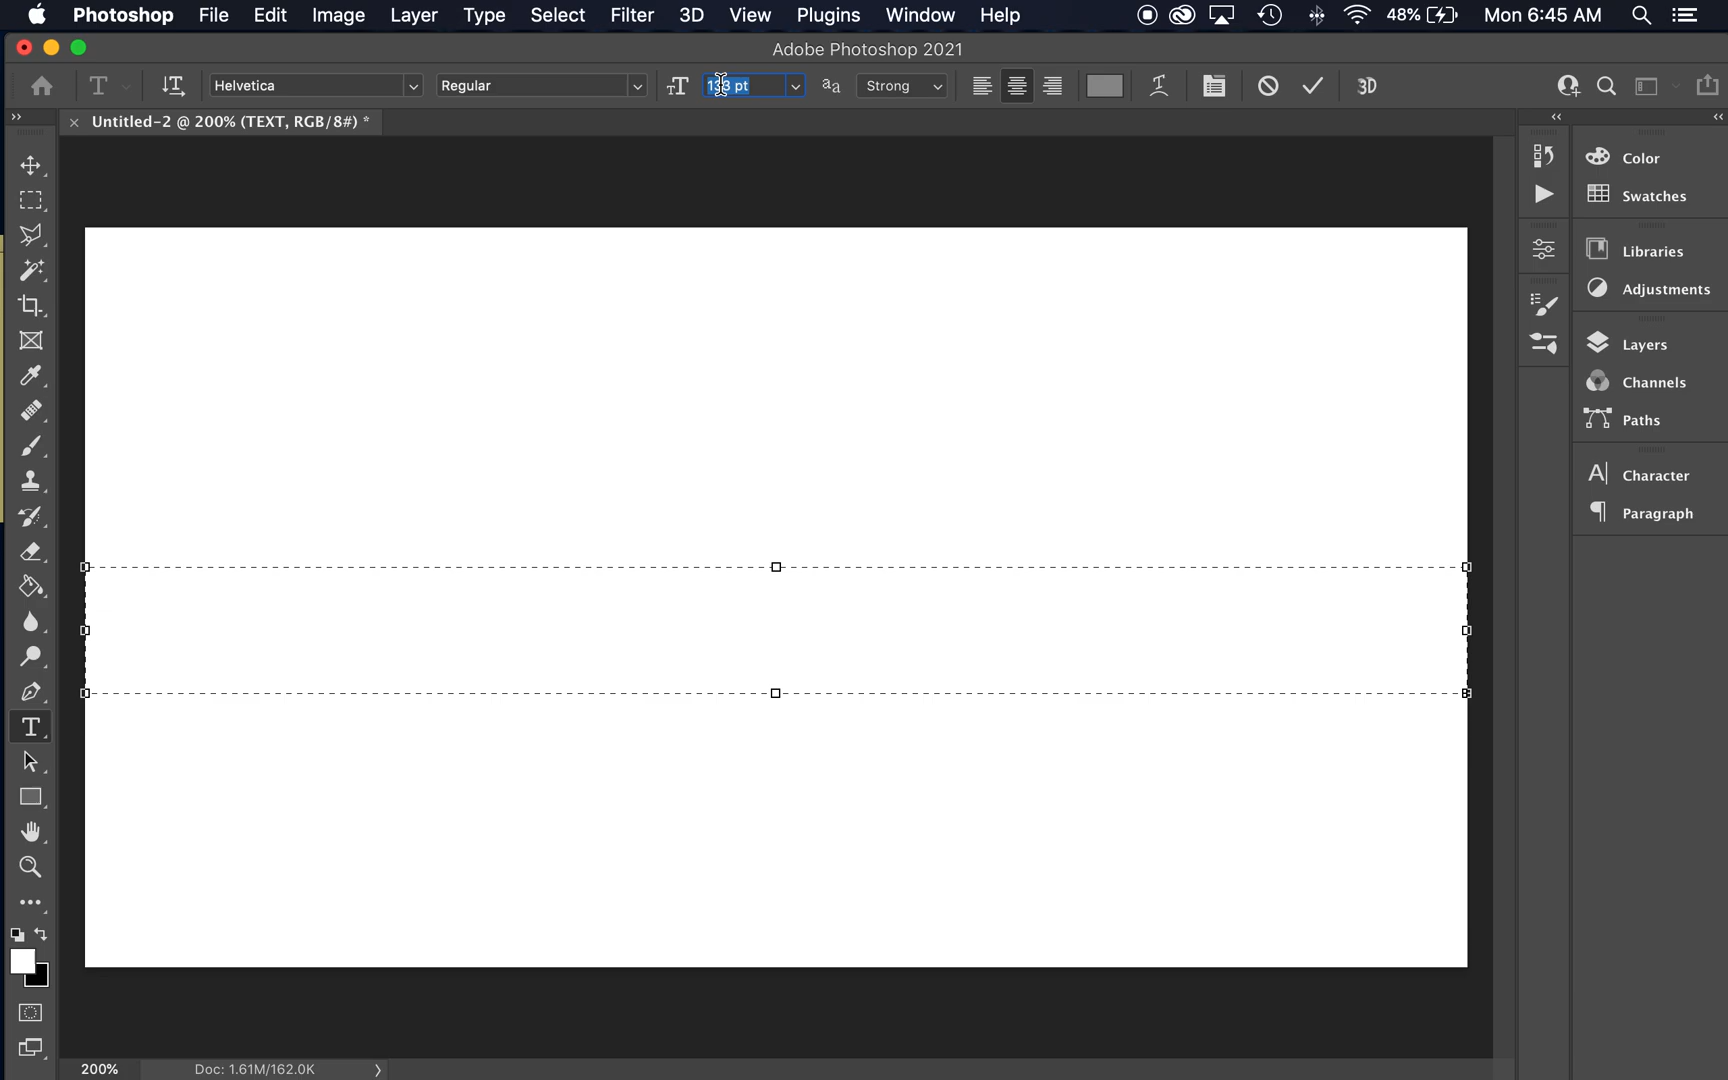 Photoshop File Edit Image Layer Type Select Filter 3D View Plugins Window Help 48% Mon 6:45 AM
Adobe Photoshop 2021
T Helvetica Regular 133 pt Strong 3D
Untitled-2 @ 200% (TEXT, RGB/8#) *
Color
Swatches
Libraries
Adjustments
Layers
Channels
Paths
Character
Paragraph
200% Doc: 1.61M/162.0K